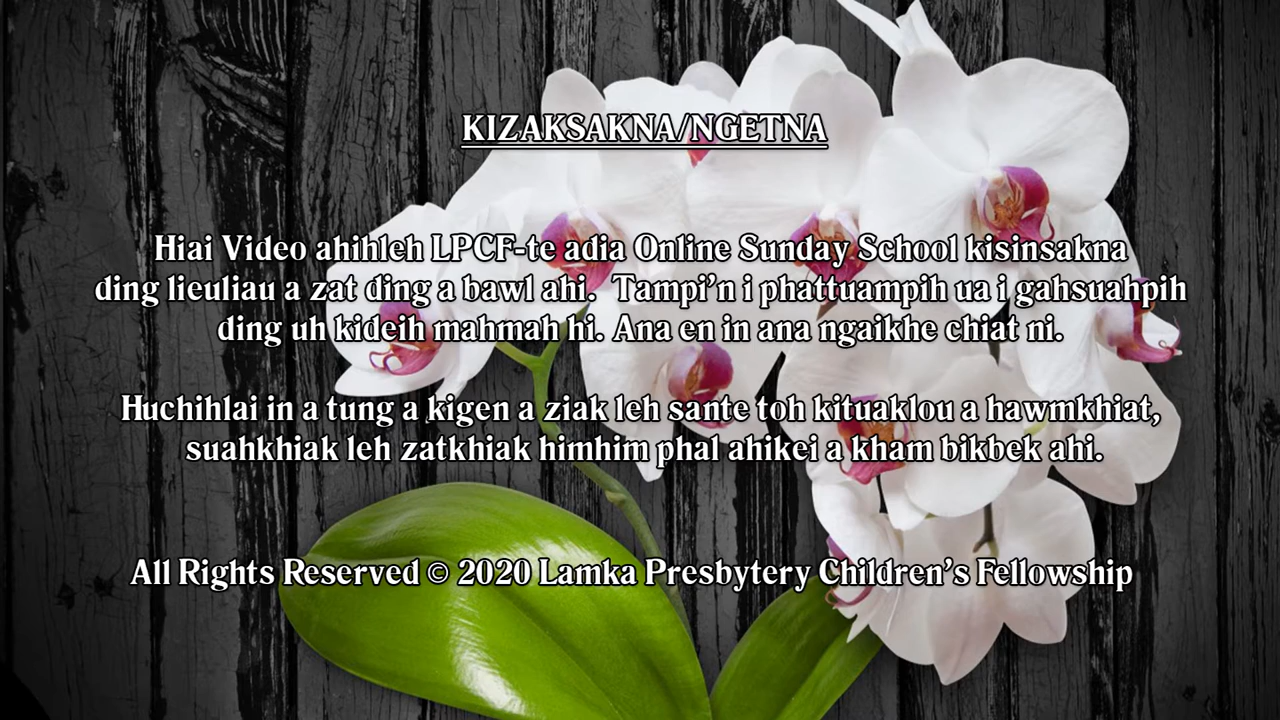 KIZAKSAKNA/NGETNA
Hiai Video ahihleh LPCF-te adia Online Sunday School kisinsakna
ding lieuliau a zat ding a bawl ahi. Tampi'n i phattuampih ua i gahsuahpih
ding uh kideih mahmah hi. Ana en in ana ngaikhe chiat ni.
Huchihlai in a tung a kigen a ziak leh sante toh kituaklou a hawmkhiat,
suahkhiak leh zatkhiak himhim phal ahikei a kham bikbek ahi.
All Rights Reserved © 2020 Lamka Presbytery Children's Fellowship